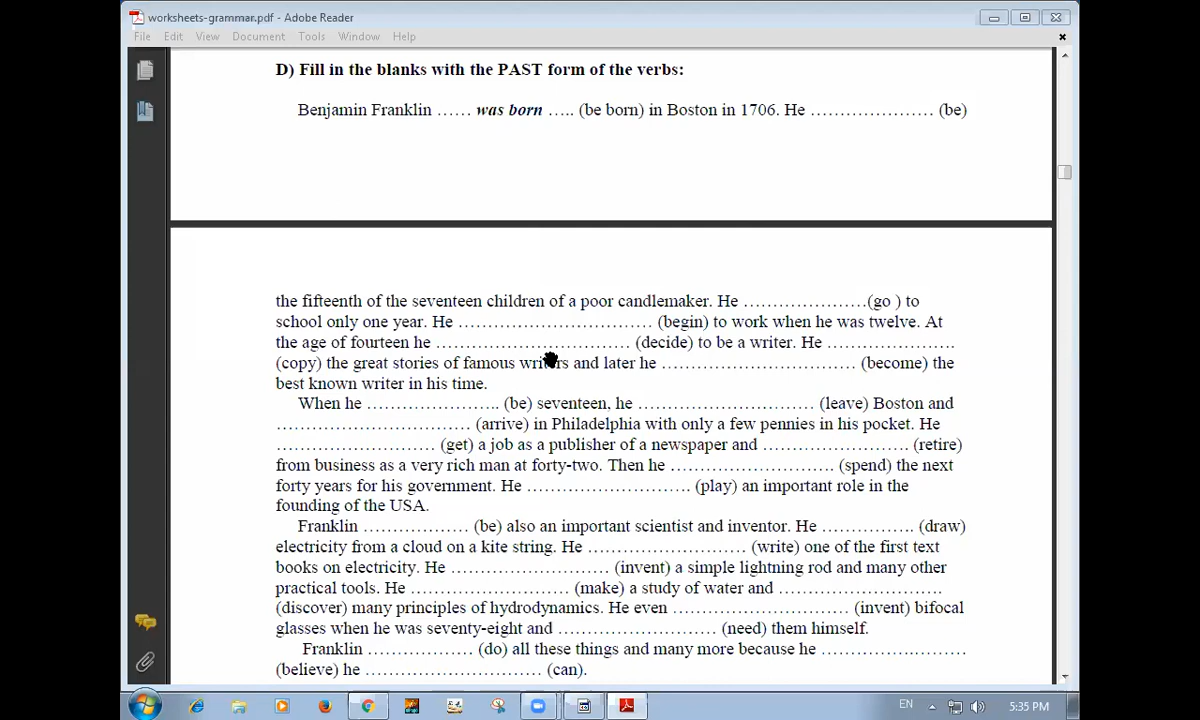 worksheets-grammar.pdf - Adobe Reader
File Edit View Document Tools Window Help
D) Fill in the blanks with the PAST form of the verbs:
Benjamin Franklin ...... was born ..... (be born) in Boston in 1706. He ..................... (be)
the fifteenth of the seventeen children of a poor candlemaker. He .....................(go ) to
school only one year. He ................................. (begin) to work when he was twelve. At
the age of fourteen he ................................. (decide) to be a writer. He ......................
(copy) the great stories of famous writers and later he ................................. (become) the
best known writer in his time.
When he ....................... (be) seventeen, he .............................. (leave) Boston and
................................. (arrive) in Philadelphia with only a few pennies in his pocket. He
........................... (get) a job as a publisher of a newspaper and ......................... (retire)
from business as a very rich man at forty-two. Then he ............................ (spend) the next
forty years for his government. He ............................ (play) an important role in the
founding of the USA.
Franklin .................. (be) also an important scientist and inventor. He ................ (draw)
electricity from a cloud on a kite string. He ........................... (write) one of the first text
books on electricity. He ........................... (invent) a simple lightning rod and many other
practical tools. He ........................... (make) a study of water and ............................
(discover) many principles of hydrodynamics. He even .............................. (invent) bifocal
glasses when he was seventy-eight and ........................... (need) them himself.
Franklin .................. (do) all these things and many more because he .........................
(believe) he .............................. (can).
EN 5:35 PM